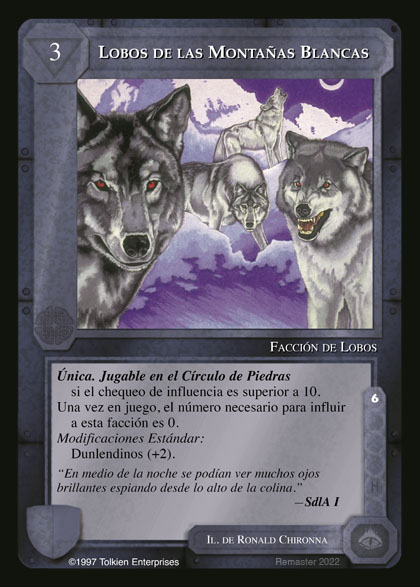 3
LOBOS DE LAS MONTAÑAS BLANCAS
FACCIÓN DE LOBOS
Única. Jugable en el Círculo de Piedras
si el chequeo de influencia es superior a 10.
Una vez en juego, el número necesario para influir
a esta facción es 0.
Modificaciones Estándar:
Dunlendinos (+2).
“En medio de la noche se podían ver muchos ojos
brillantes espiando desde lo alto de la colina.”
–SdlA I
6
H
IL. DE RONALD CHIRONNA
©1997 Tolkien Enterprises
Remaster 2022